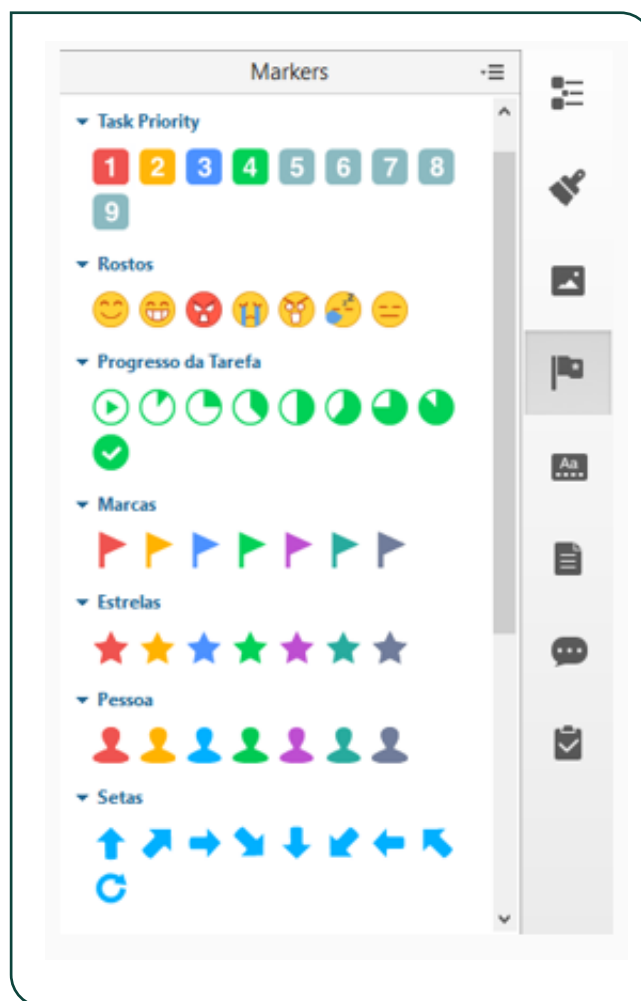 Markers
Task Priority
1 2 3 4 5 6 7 8
9
Rostos
Progresso da Tarefa
Marcas
Aa
Estrelas
Pessoa
Setas